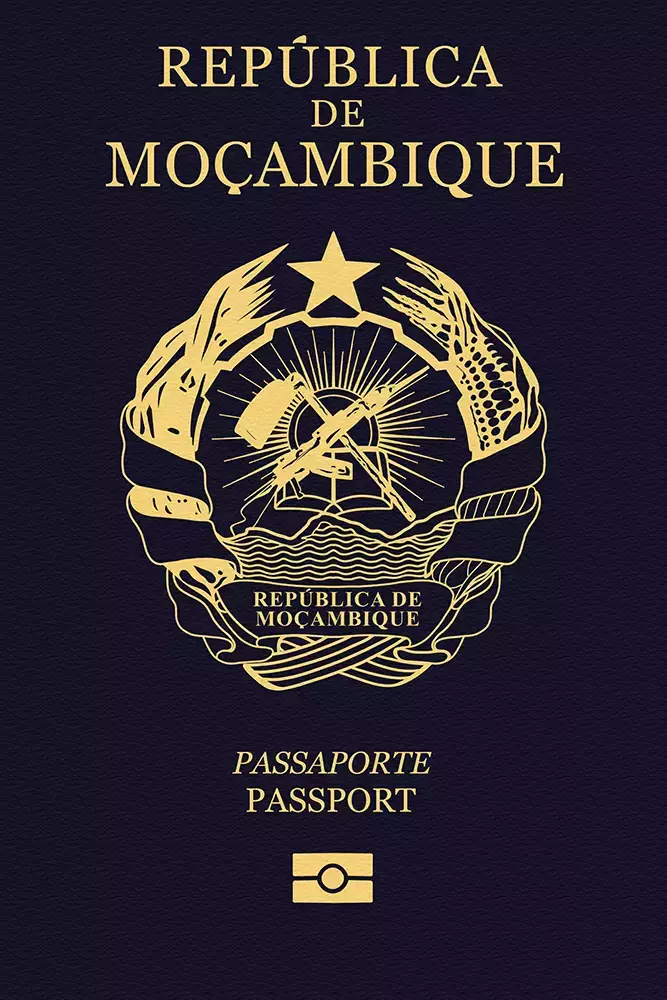 REPÚBLICA
DE
MOÇAMBIQUE
REPÚBLICA DE
MOÇAMBIQUE
PASSAPORTE
PASSPORT